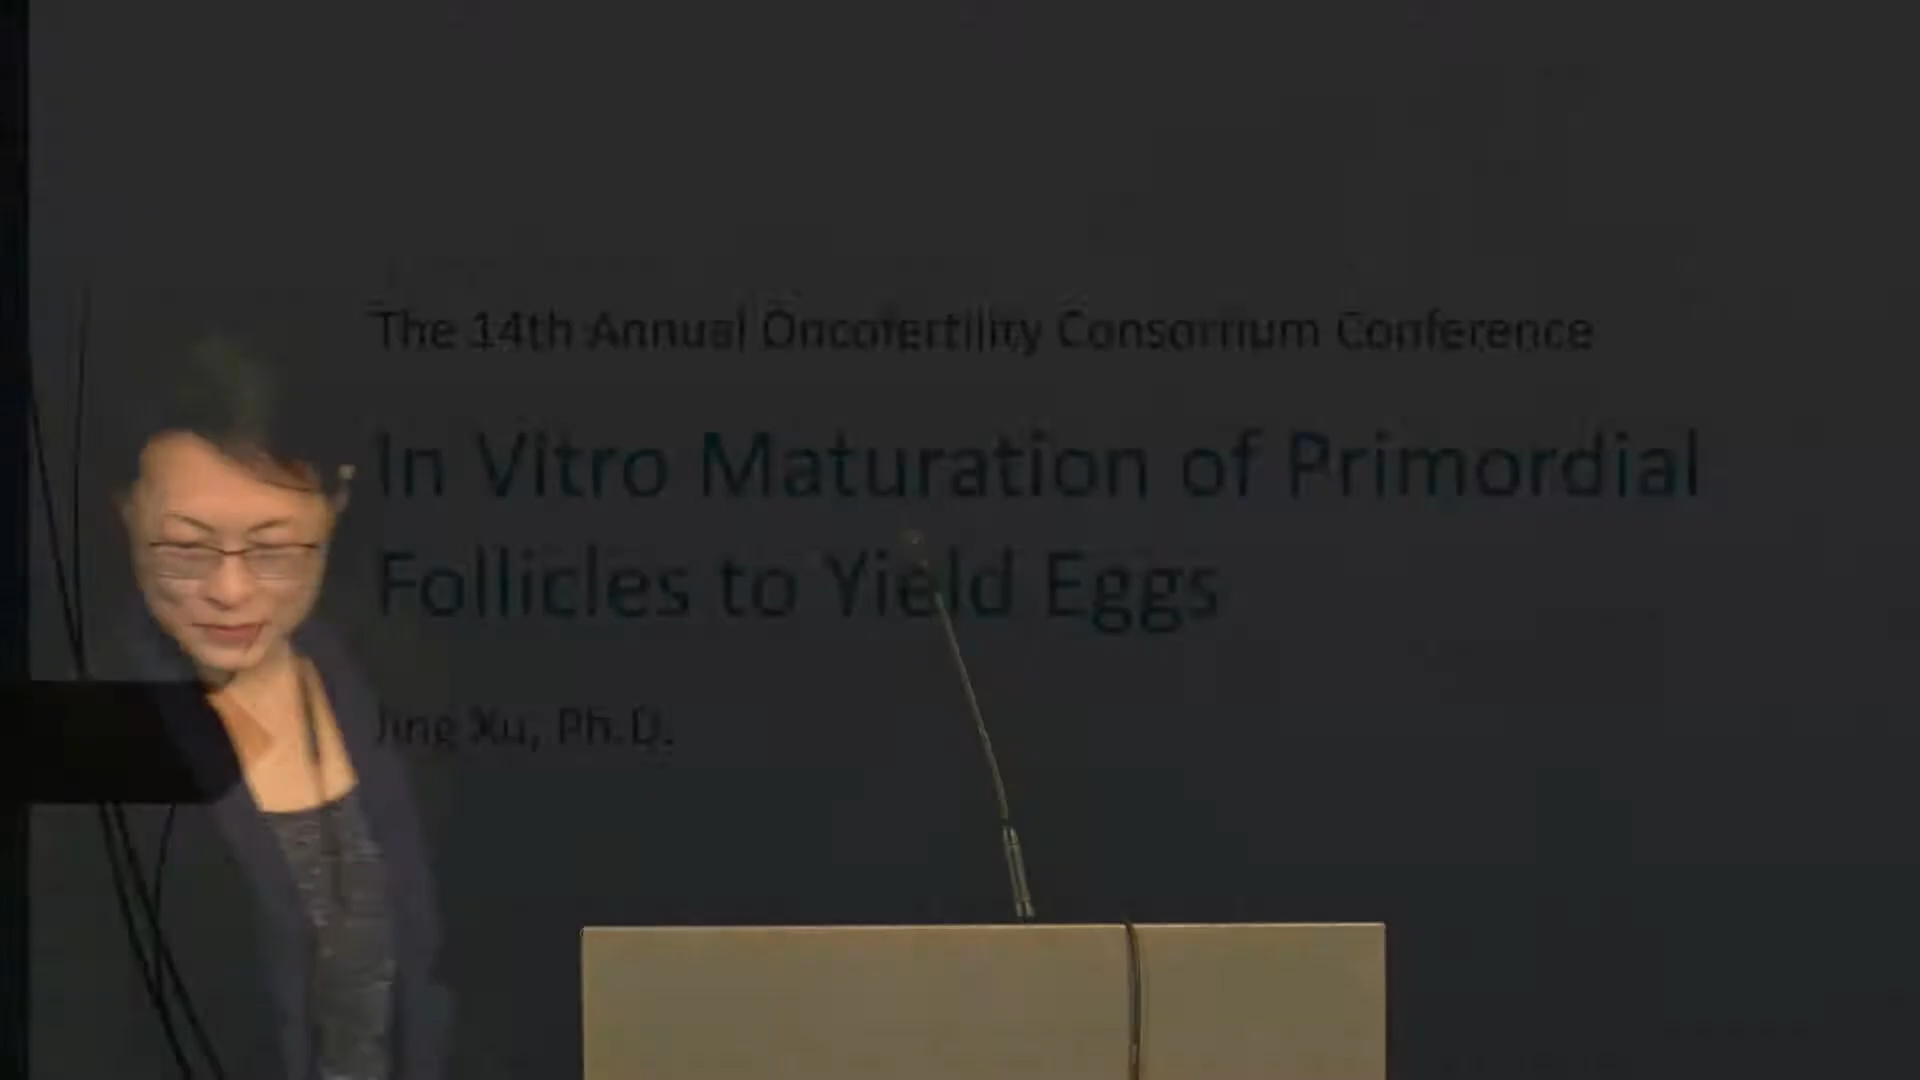 The 14th Annual Oncofertility Consortium Conference
In Vitro Maturation of Primordial
Follicles to Yield Eggs
Jing Xu, Ph.D.